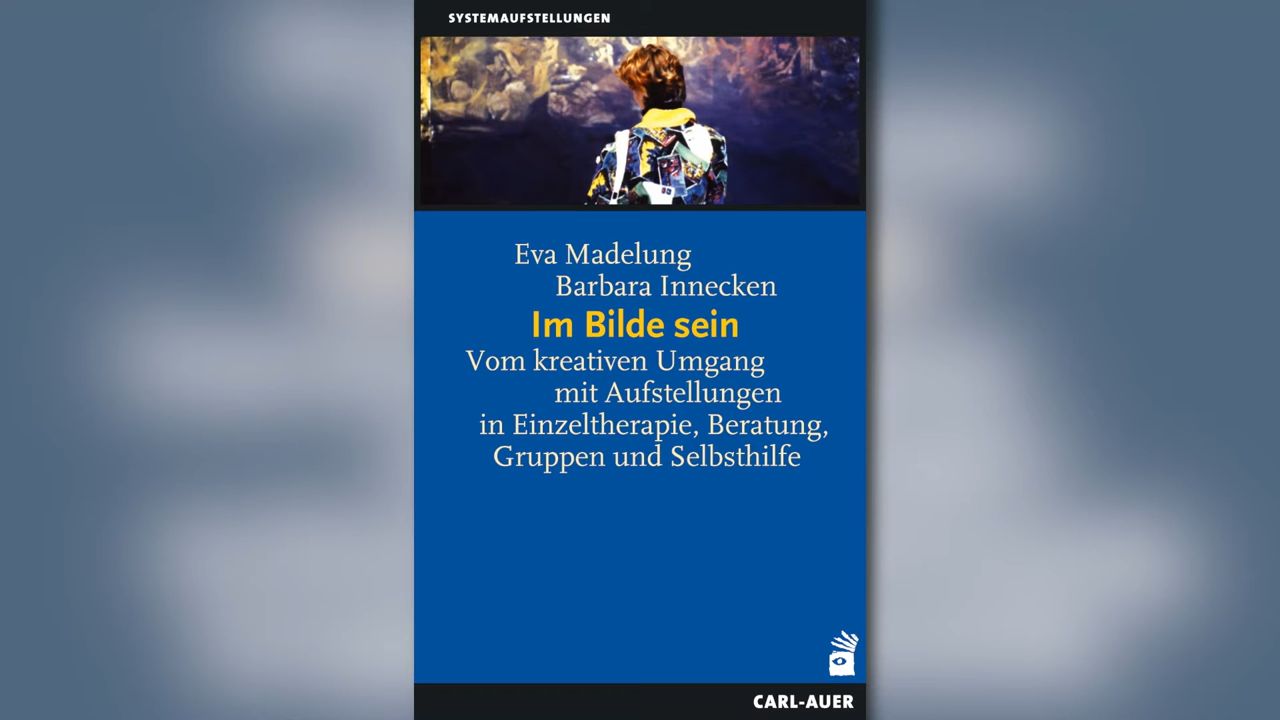 SYSTEMAUFSTELLUNGEN
Eva Madelung
Barbara Innecken
Im Bilde sein
Vom kreativen Umgang
mit Aufstellungen
in Einzeltherapie, Beratung,
Gruppen und Selbsthilfe
CARL-AUER